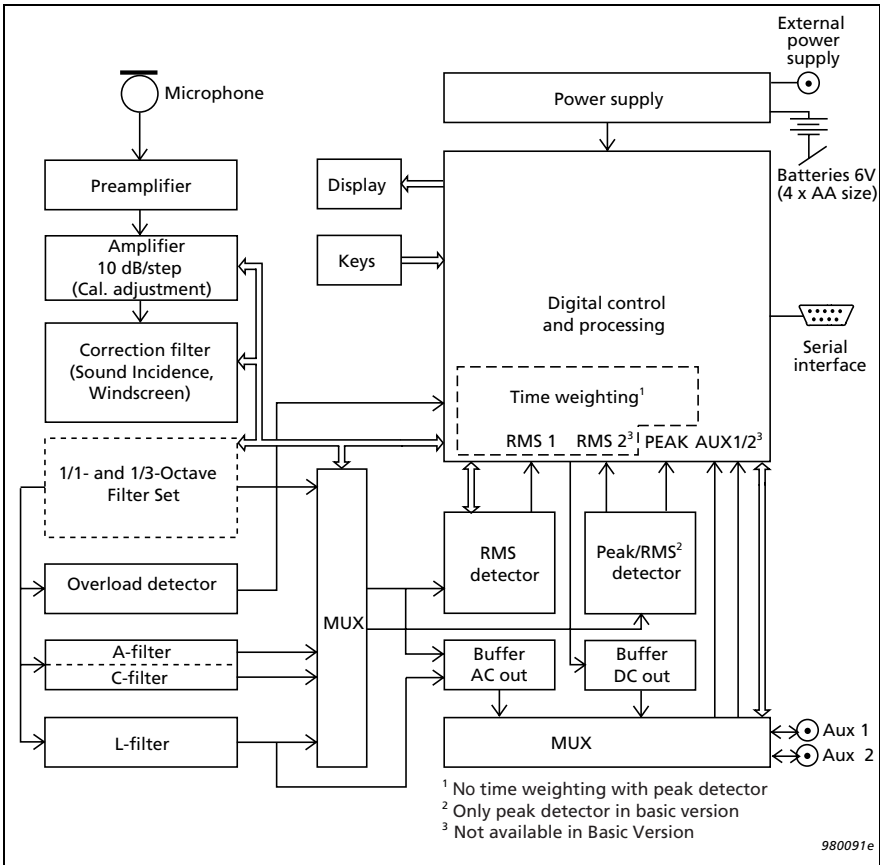 External
power
supply
Microphone
Power supply
Batteries 6V
(4 x AA size)
Preamplifier
Display
Amplifier
10 dB/step
(Cal. adjustment)
Keys
Digital control
and processing
Serial
interface
Correction filter
(Sound Incidence,
Windscreen)
Time weighting¹
RMS 1 RMS 2³ PEAK AUX1/2³
1/1- and 1/3-Octave
Filter Set
RMS
detector
Peak/RMS²
detector
Overload detector
MUX
A-filter
C-filter
Buffer
AC out
Buffer
DC out
L-filter
MUX
Aux 1
Aux 2
¹ No time weighting with peak detector
² Only peak detector in basic version
³ Not available in Basic Version
980091e